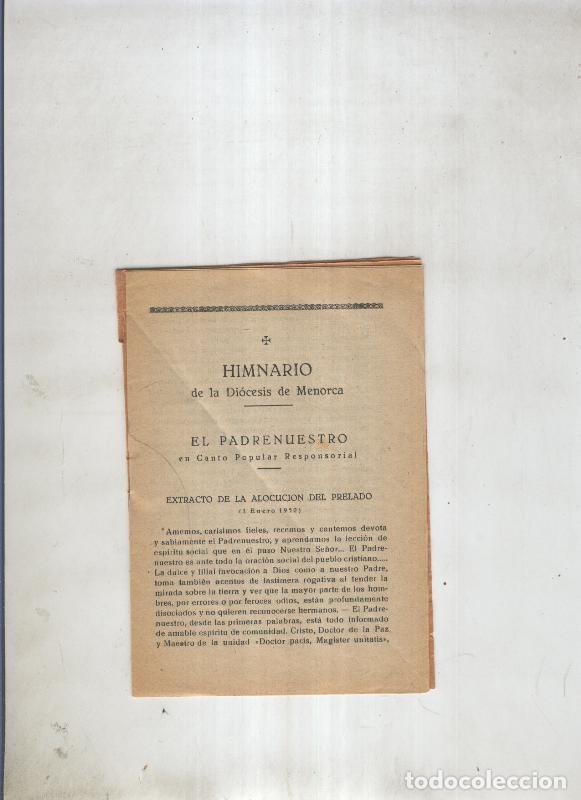 HIMNARIO
de la Diócesis de Menorca
EL PADRENUESTRO
en Canto Popular Responsorial
EXTRACTO DE LA ALOCUCION DEL PRELADO
(1 Enero 1950)
"Amemos, carísimos fieles, recemos y cantemos devota
y sabiamente el Padrenuestro, y aprendamos la lección de
espíritu social que en él puso Nuestro Señor... El Padre-
nuestro es ante todo la oración social del pueblo cristiano.....
La dulce y filial invocación a Dios como a nuestro Padre,
toma también acentos de lastimera rogativa al tender la
mirada sobre la tierra y ver que la mayor parte de los hom-
bres, por errores o por feroces odios, están profundamente
disociados y no quieren reconocerse hermanos. — El Padre-
nuestro, desde las primeras palabras, está todo informado
de amable espíritu de comunidad. Cristo, Doctor de la Paz
y Maestro de la unidad «Doctor pacis, Magister unitatis»,
todocoleccion.net